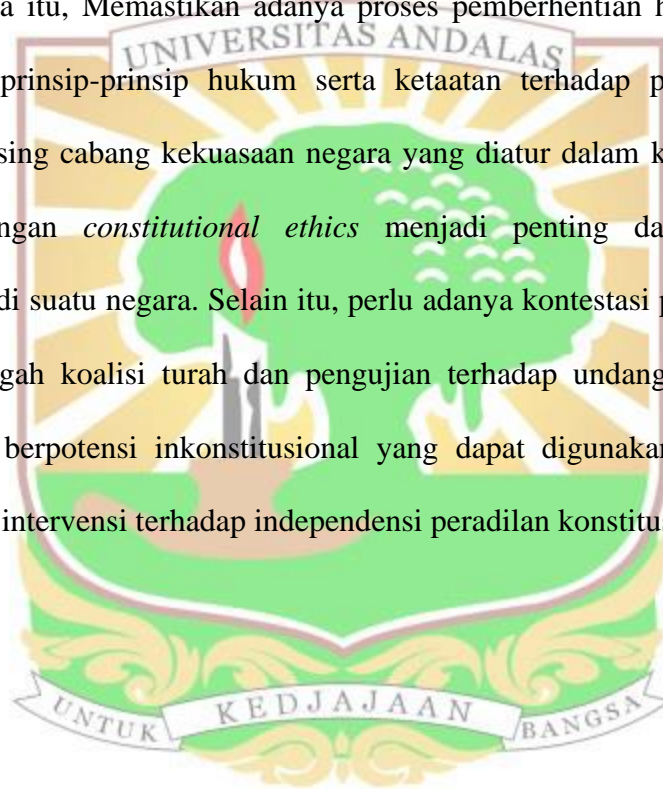 a itu, Memastikan adanya proses pemberhentian h
UNIVERSITAS ANDALAS
prinsip-prinsip hukum serta ketaatan terhadap p
sing cabang kekuasaan negara yang diatur dalam k
ngan constitutional ethics menjadi penting da
di suatu negara. Selain itu, perlu adanya kontestasi p
gah koalisi turah dan pengujian terhadap undang
berpotensi inkonstitusional yang dapat digunakan
intervensi terhadap independensi peradilan konstitus
UNTUK KEDJAJAAN BANGSA